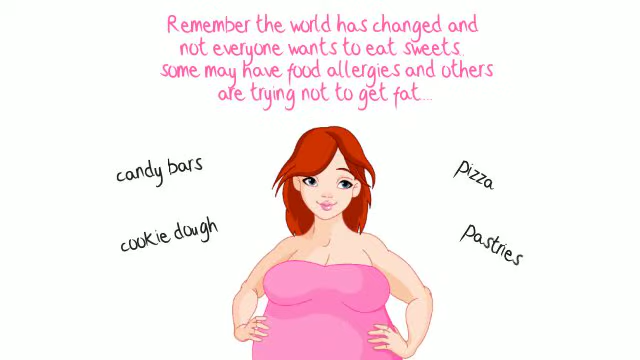 Remember the world has changed and
not everyone wants to eat sweets
some may have food allergies and others
are trying not to get fat...
candy bars
pizza
cookie dough
pastries